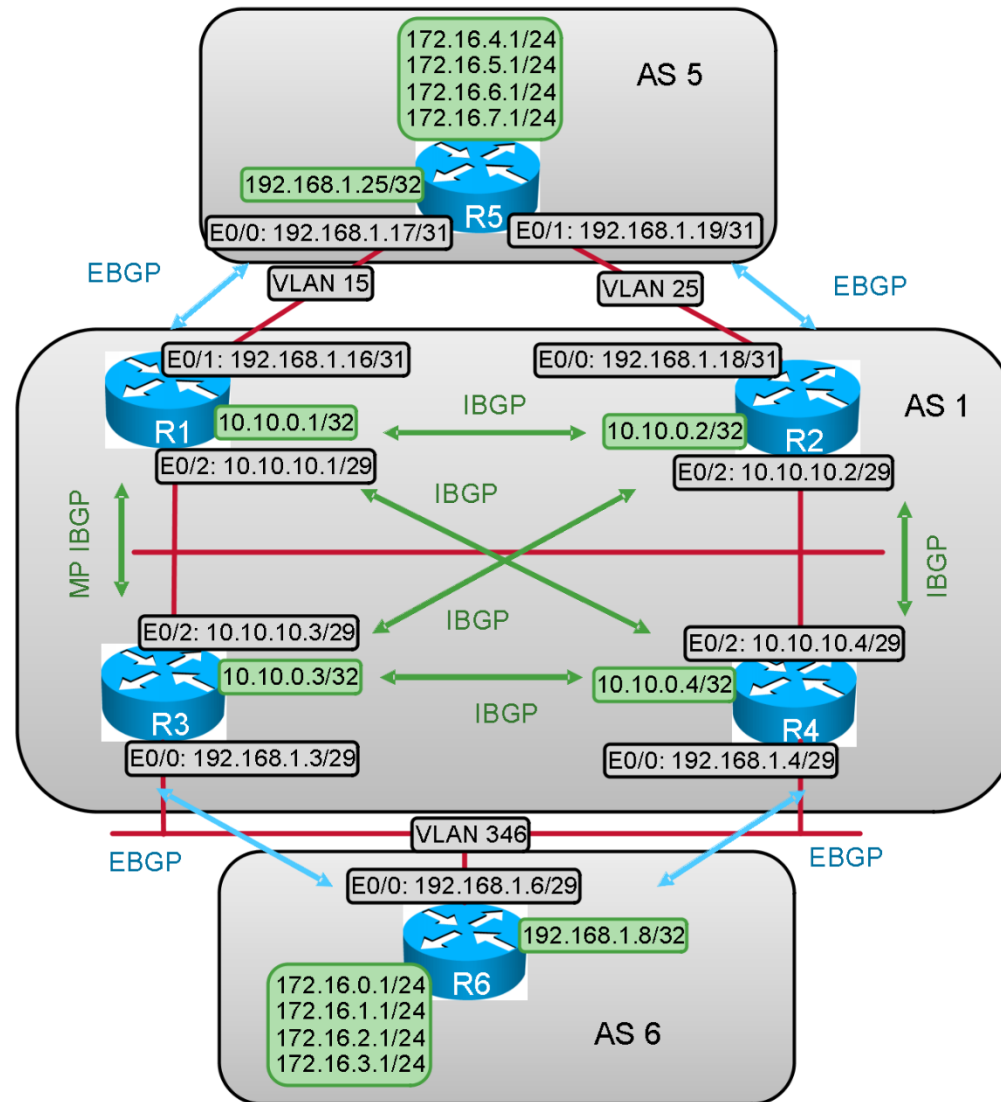 172.16.4.1/24
172.16.5.1/24
172.16.6.1/24
172.16.7.1/24
AS 5
192.168.1.25/32
R5
E0/0: 192.168.1.17/31
E0/1: 192.168.1.19/31
EBGP
VLAN 15
VLAN 25
EBGP
E0/1: 192.168.1.16/31
E0/0: 192.168.1.18/31
AS 1
R1
10.10.0.1/32
IBGP
10.10.0.2/32
R2
E0/2: 10.10.10.1/29
E0/2: 10.10.10.2/29
IBGP
MP IBGP
IBGP
IBGP
E0/2: 10.10.10.3/29
E0/2: 10.10.10.4/29
R3
10.10.0.3/32
IBGP
10.10.0.4/32
R4
E0/0: 192.168.1.3/29
E0/0: 192.168.1.4/29
EBGP
VLAN 346
EBGP
E0/0: 192.168.1.6/29
192.168.1.8/32
R6
172.16.0.1/24
172.16.1.1/24
172.16.2.1/24
172.16.3.1/24
AS 6